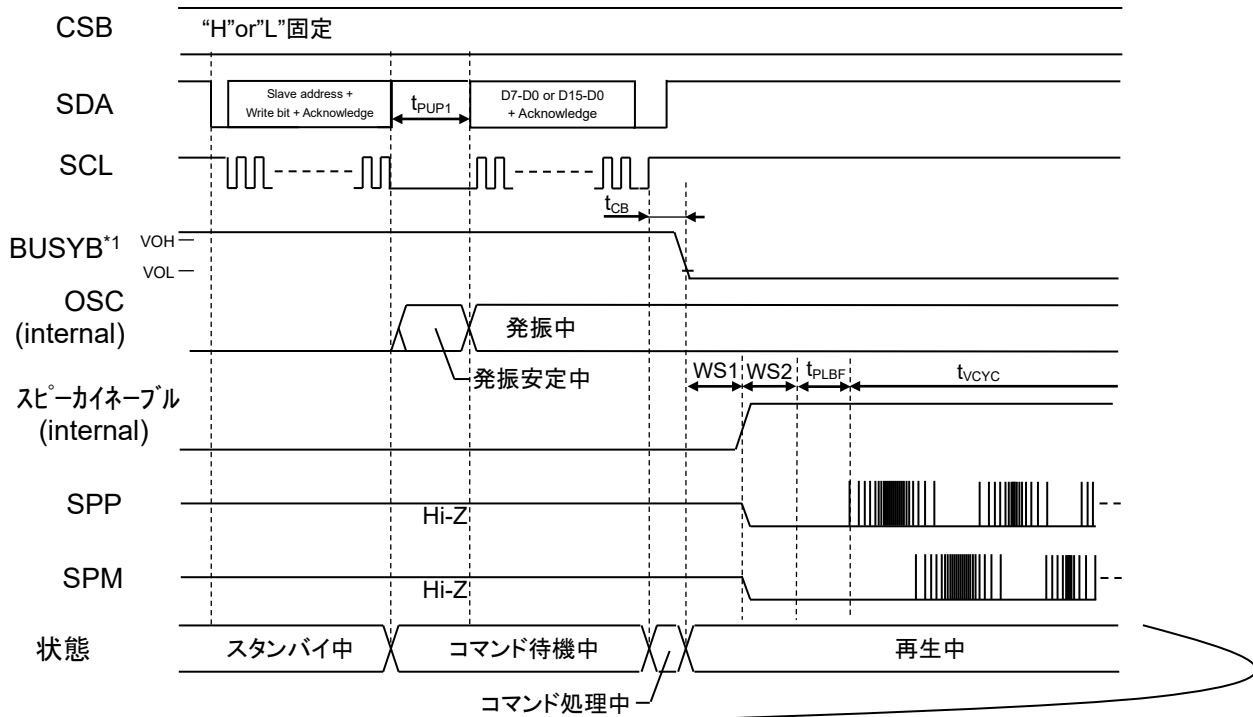 CSB
“H”or”L”固定
SDA
Slave address +
Write bit + Acknowledge
tPUP1
D7-D0 or D15-D0
+ Acknowledge
SCL
tCB
BUSYB*1
VOH
VOL
OSC
(internal)
発振中
発振安定中
WS1
WS2
tPLBF
tVCYC
スピーカイネーブル
(internal)
SPP
Hi-Z
SPM
Hi-Z
状態
スタンバイ中
コマンド待機中
再生中
コマンド処理中